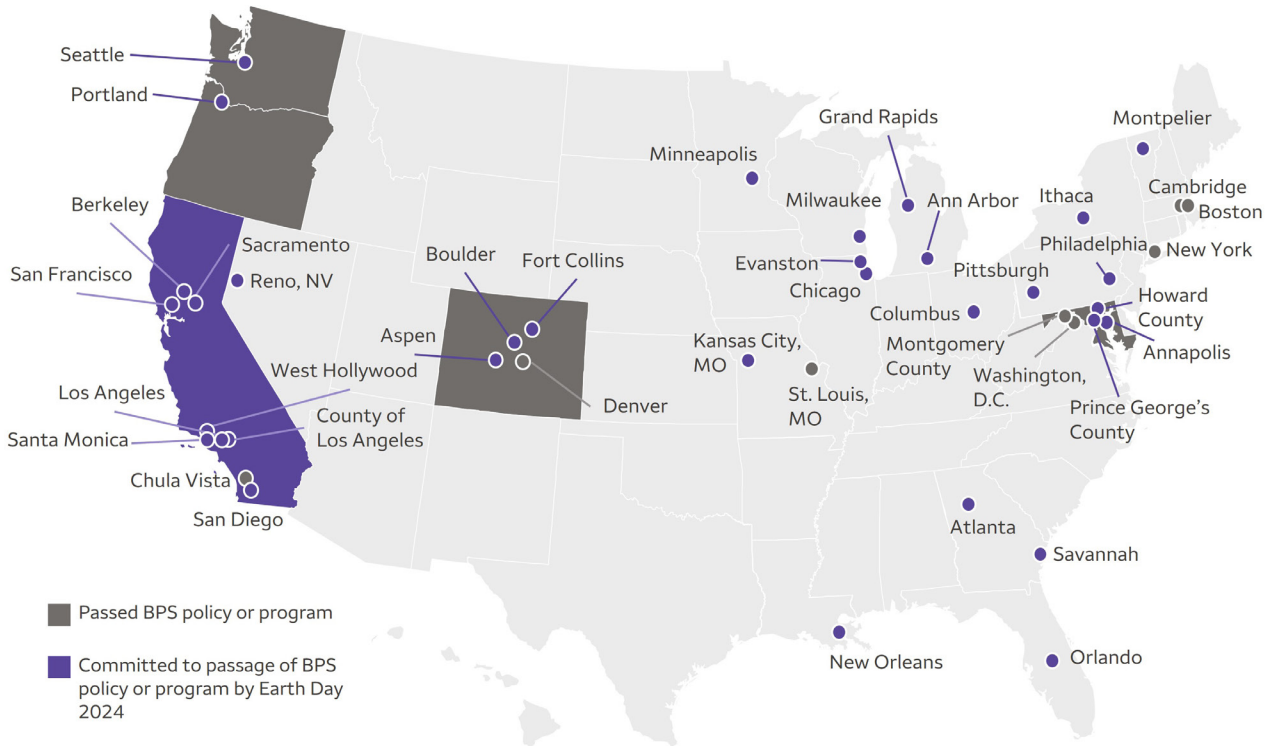 Seattle
Portland
Berkeley
Sacramento
San Francisco
Reno, NV
Los Angeles
West Hollywood
Santa Monica
County of
Los Angeles
Chula Vista
San Diego
Boulder
Fort Collins
Aspen
Denver
Minneapolis
Grand Rapids
Milwaukee
Ann Arbor
Evanston
Chicago
Columbus
Kansas City,
MO
St. Louis,
MO
Montpelier
Ithaca
Cambridge
Boston
New York
Philadelphia
Pittsburgh
Howard
County
Montgomery
County
Annapolis
Washington,
D.C.
Prince George's
County
Atlanta
Savannah
New Orleans
Orlando
Passed BPS policy or program
Committed to passage of BPS
policy or program by Earth Day
2024